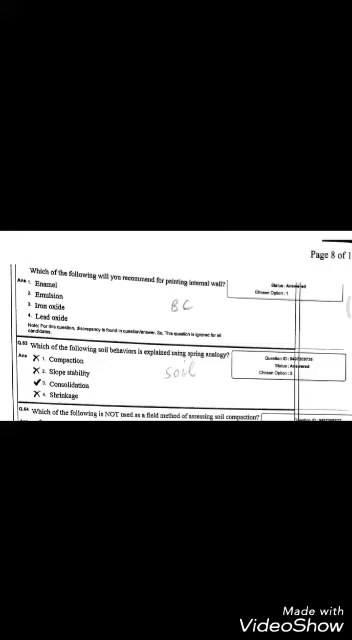 Page 8 of 1
Which of the following will you recommend for painting internal wall?
Ans 1. Enamel
2. Emulsion
3. Iron oxide
4. Lead oxide
Note: For this question, discrepancy is found in question/answer. So, This question is ignored for all candidates.
Status : Answered
Chosen Option : 1
BC
Q.53 Which of the following soil behaviors is explained using spring analogy?
Ans 1. Compaction
2. Slope stability
3. Consolidation
4. Shrinkage
Status : Answered
Chosen Option : 3
soil
Q.54 Which of the following is NOT used as a field method of assessing soil compaction?
Made with
VideoShow